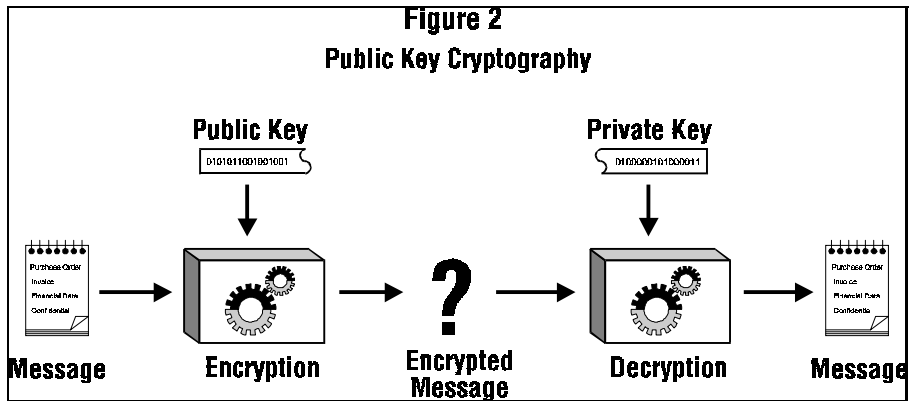 Figure 2
Public Key Cryptography
Public Key
0101011001001001
Private Key
0100000101000011
Purchase Order
Invoice
Financial Data
Confidential
?
Purchase Order
Invoice
Financial Data
Confidential
Message
Encryption
Encrypted
Message
Decryption
Message